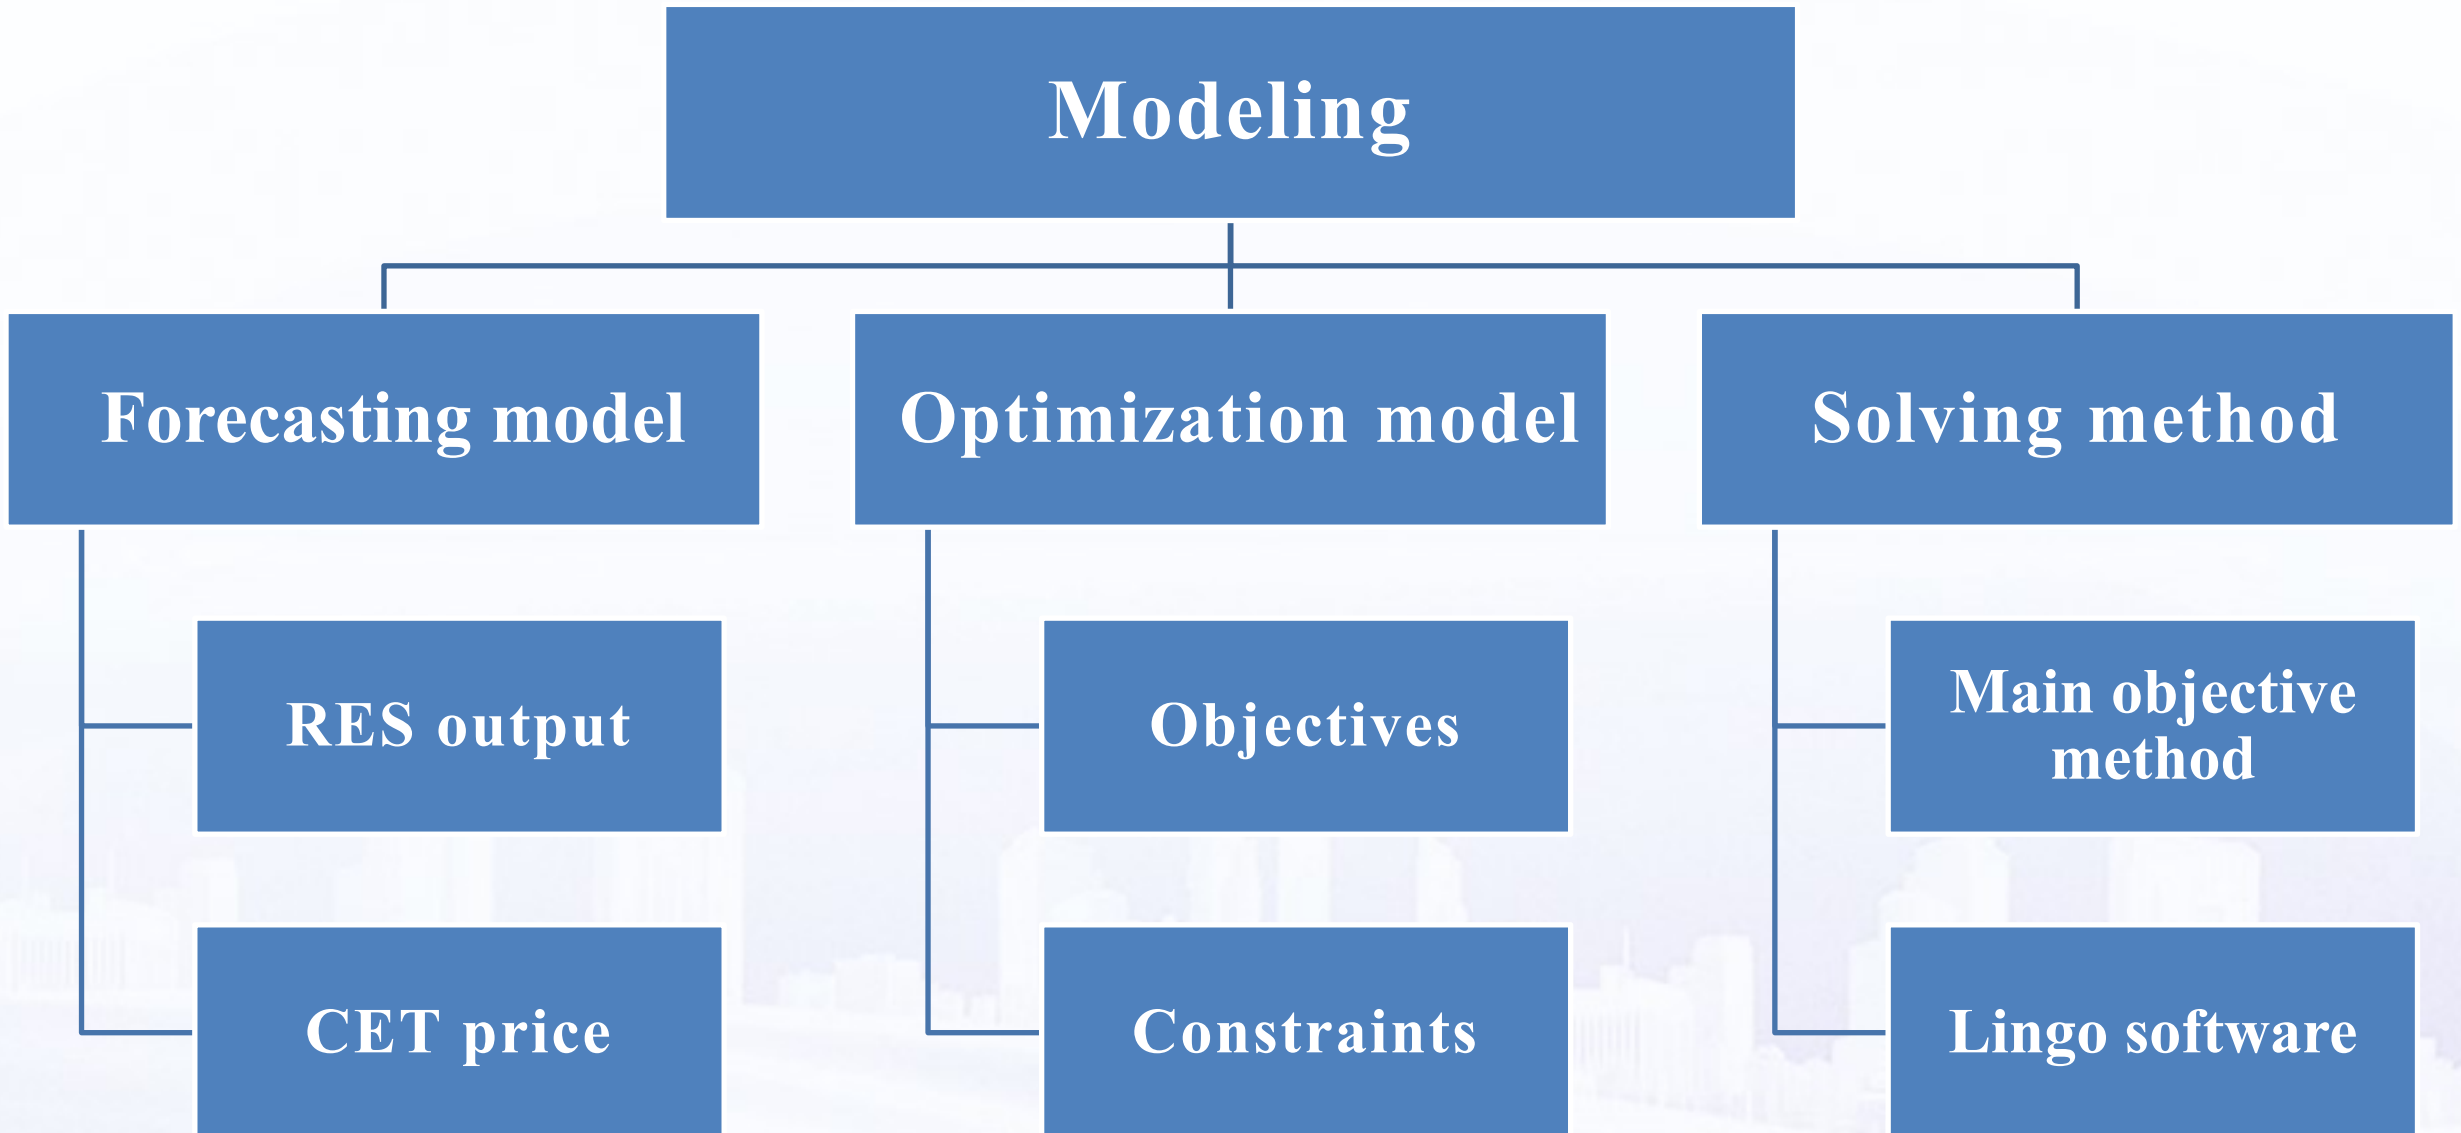 Modeling
Forecasting model
Optimization model
Solving method
RES output
Objectives
Main objective
method
CET price
Constraints
Lingo software